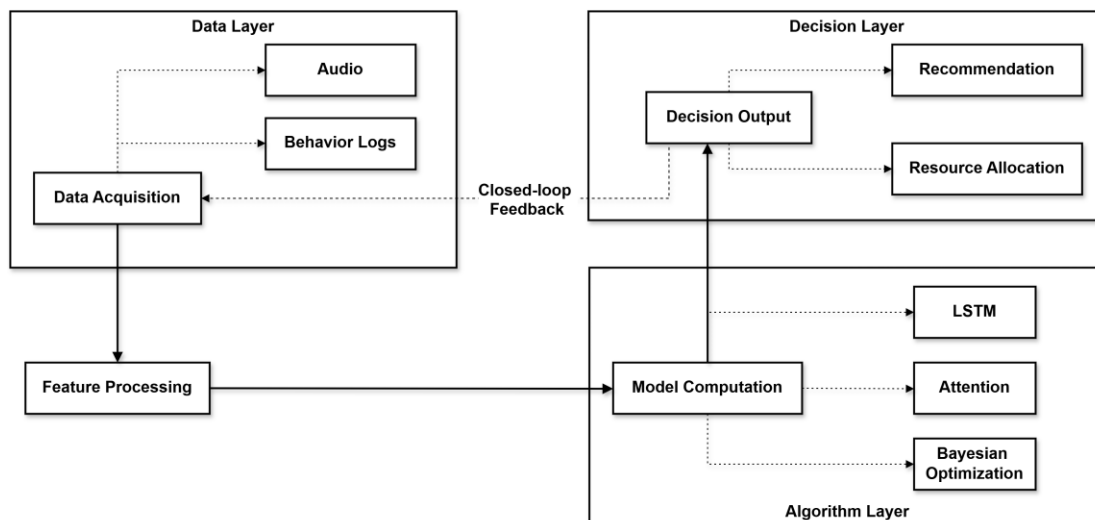 Data Layer
Audio
Behavior Logs
Data Acquisition
Closed-loop
Feedback
Decision Layer
Recommendation
Decision Output
Resource Allocation
Feature Processing
Model Computation
LSTM
Attention
Bayesian
Optimization
Algorithm Layer